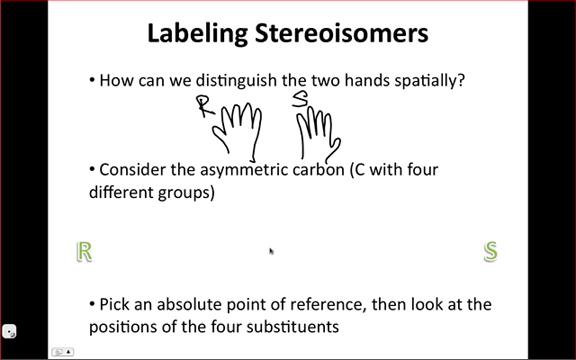 Labeling Stereoisomers
• How can we distinguish the two hands spatially?
R S
• Consider the asymmetric carbon (C with four
different groups)
R S
• Pick an absolute point of reference, then look at the
positions of the four substituents